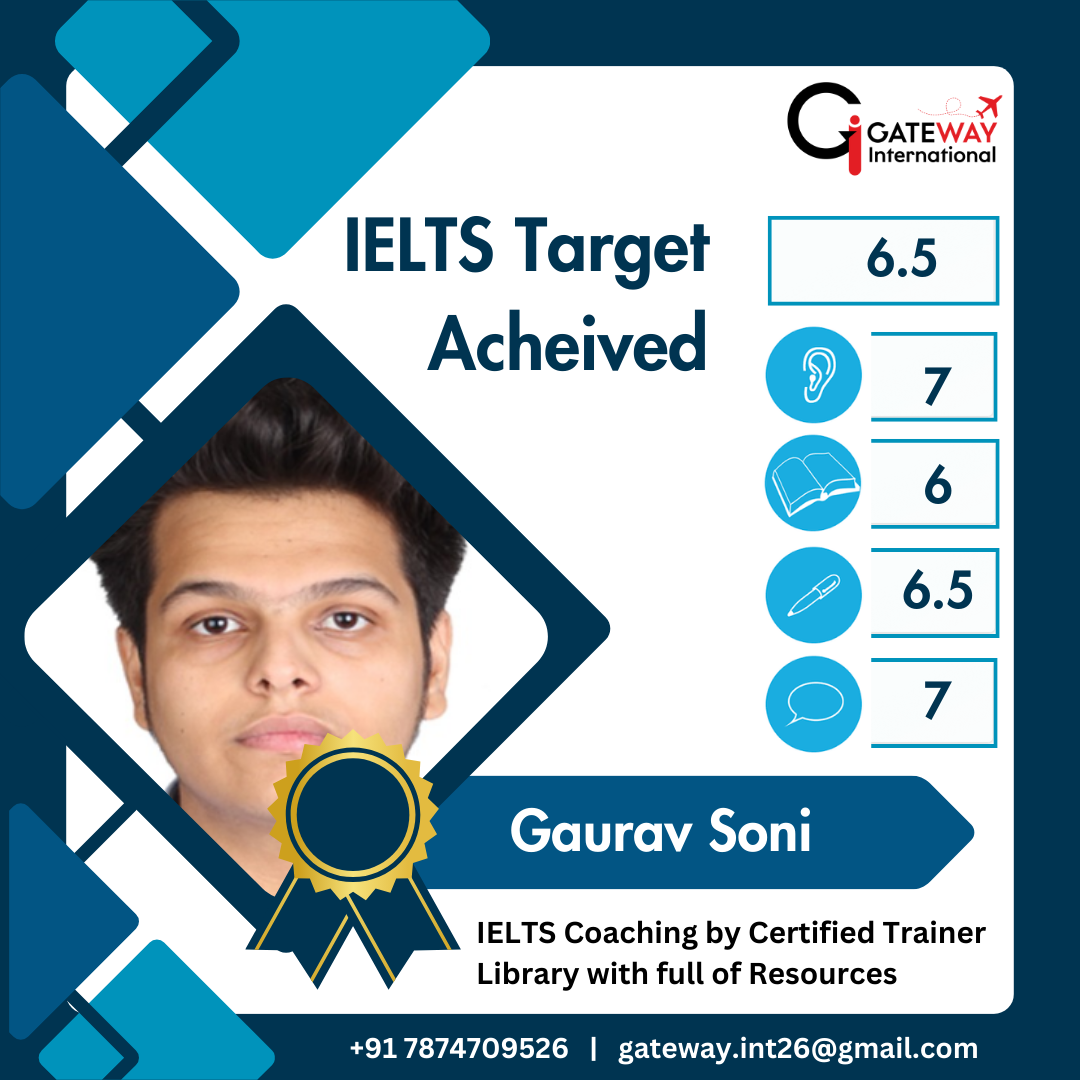 GATEWAY
International
IELTS Target
Acheived
6.5
7
6
6.5
7
Gaurav Soni
IELTS Coaching by Certified Trainer
Library with full of Resources
+91 7874709526 | gateway.int26@gmail.com